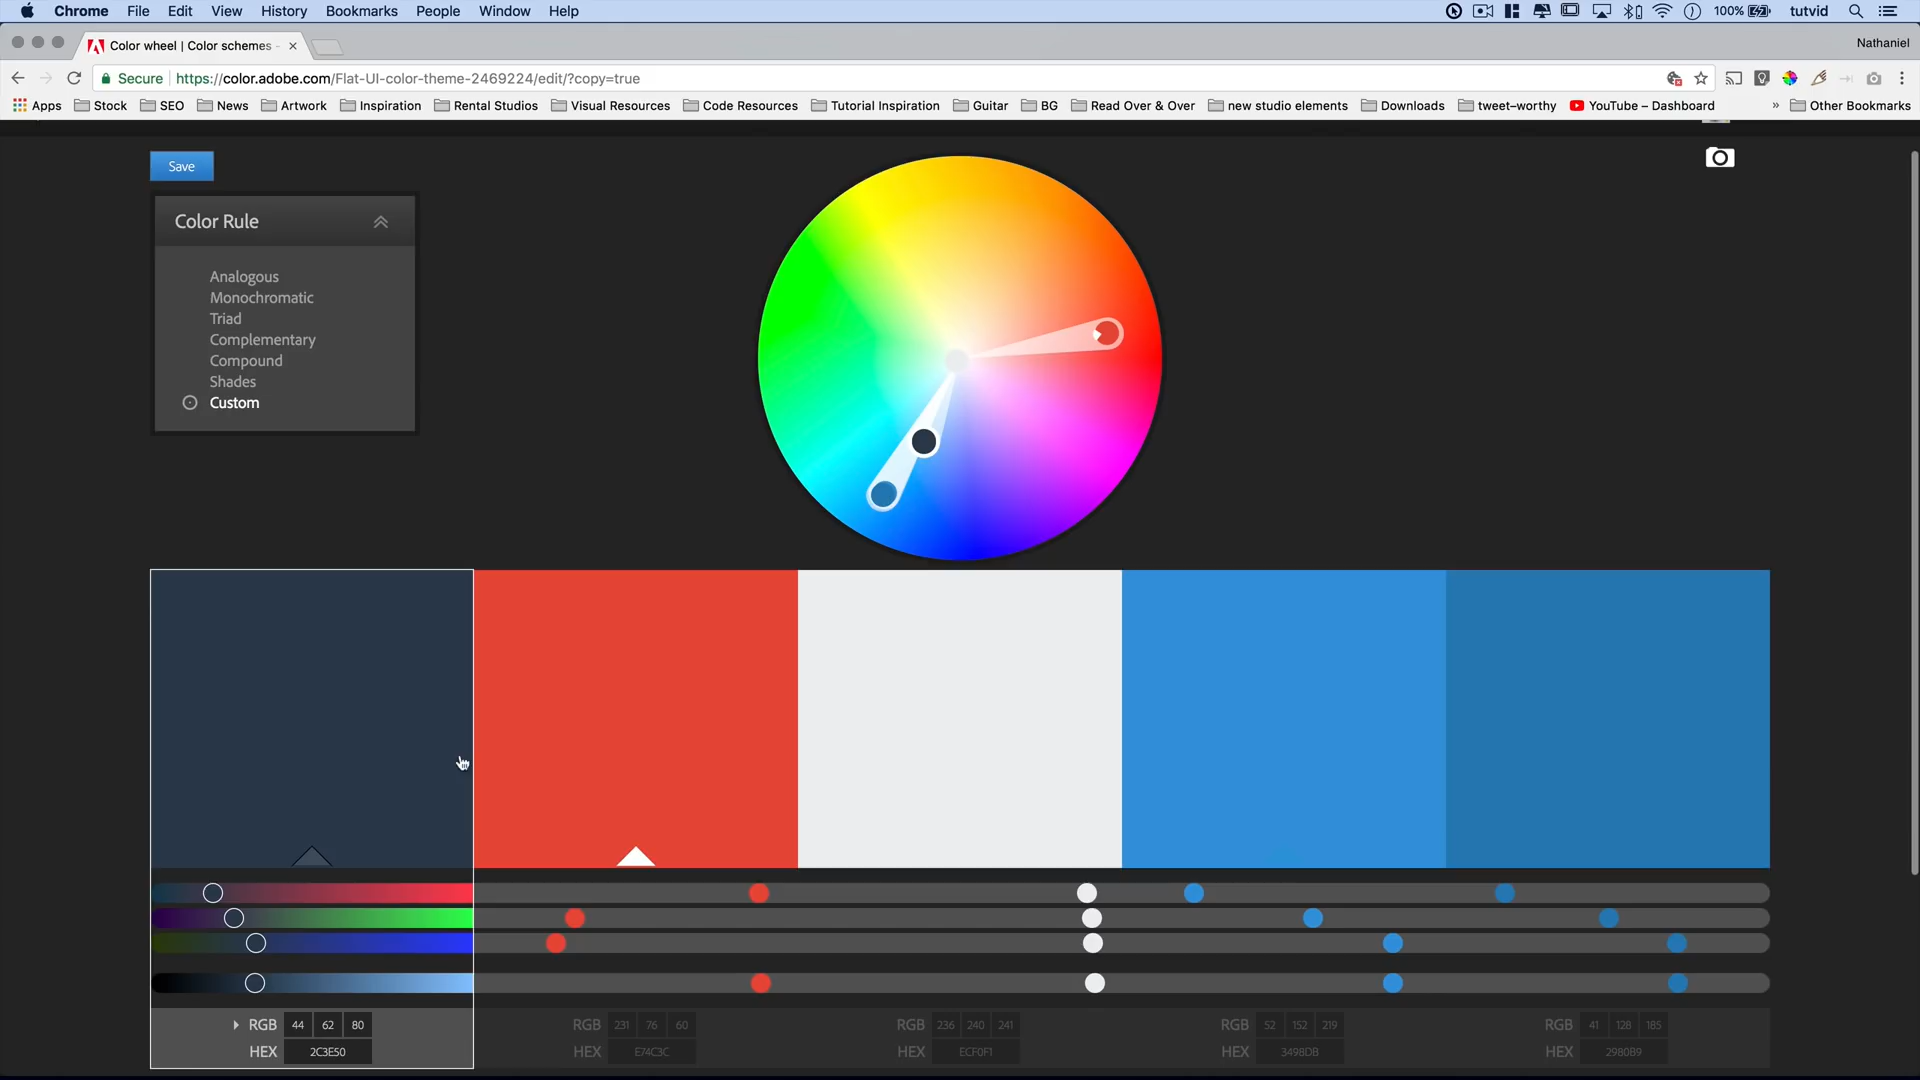 Chrome File Edit View History Bookmarks People Window Help 100% tutvid
Color wheel | Color schemes - Nathaniel
Secure https://color.adobe.com/Flat-UI-color-theme-2469224/edit/?copy=true
Apps Stock SEO News Artwork Inspiration Rental Studios Visual Resources Code Resources Tutorial Inspiration Guitar BG Read Over & Over new studio elements Downloads tweet-worthy YouTube – Dashboard » Other Bookmarks
Save
Color Rule
Analogous
Monochromatic
Triad
Complementary
Compound
Shades
Custom
RGB 44 62 80 RGB 231 76 60 RGB 236 240 241 RGB 52 152 219 RGB 41 128 185
HEX 2C3E50 HEX E74C3C HEX ECF0F1 HEX 3498DB HEX 2980B9